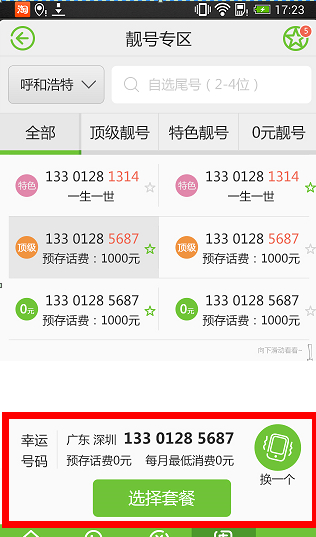 淘 17:23
靓号专区 5
呼和浩特 自选尾号（2-4位）
全部 顶级靓号 特色靓号 0元靓号
特色 133 0128 1314 特色 133 0128 1314
一生一世 一生一世
顶级 133 0128 5687 顶级 133 0128 5687
预存话费：1000元 预存话费：1000元
0元 133 0128 5687 0元 133 0128 5687
预存话费：1000元 预存话费：1000元
向下滑动看看~
幸运 广东 深圳 133 0128 5687
号码 预存话费0元 每月最低消费0元
换一个
选择套餐